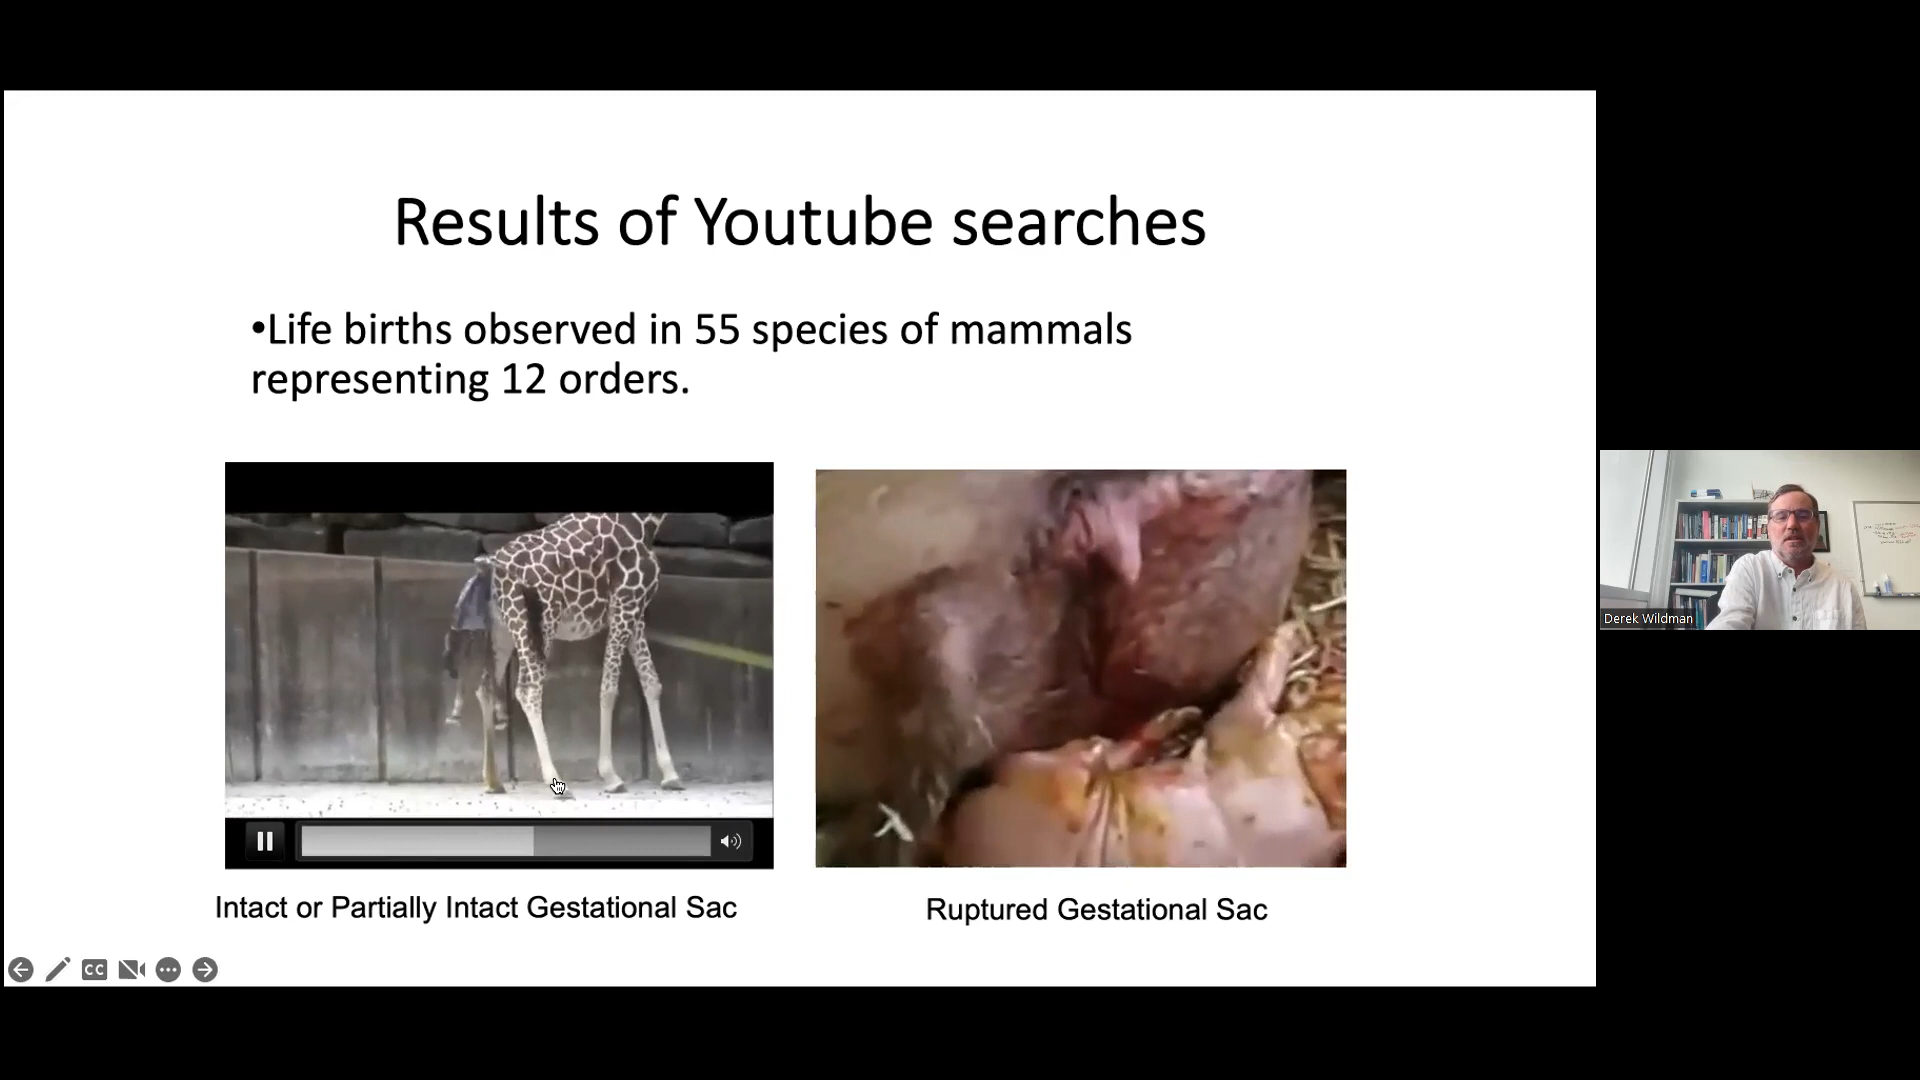 Results of Youtube searches
•Life births observed in 55 species of mammals
representing 12 orders.
Intact or Partially Intact Gestational Sac
Ruptured Gestational Sac
CC
Derek Wildman